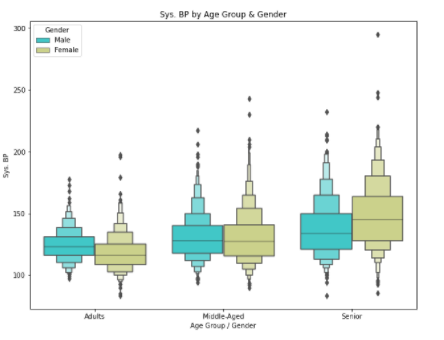 Sys. BP by Age Group & Gender
Gender
Male
Female
300
250
200
150
100
Sys. BP
Adults
Middle-Aged
Senior
Age Group / Gender